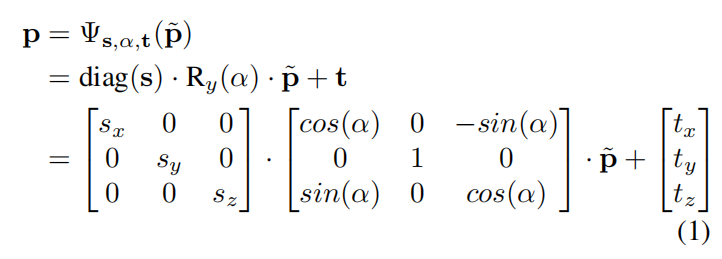 p = Ψ_{s,α,t}(p̃)
= diag(s) · R_y(α) · p̃ + t
= [s_x 0 0; 0 s_y 0; 0 0 s_z] · [cos(α) 0 −sin(α); 0 1 0; sin(α) 0 cos(α)] · p̃ + [t_x; t_y; t_z]
(1)